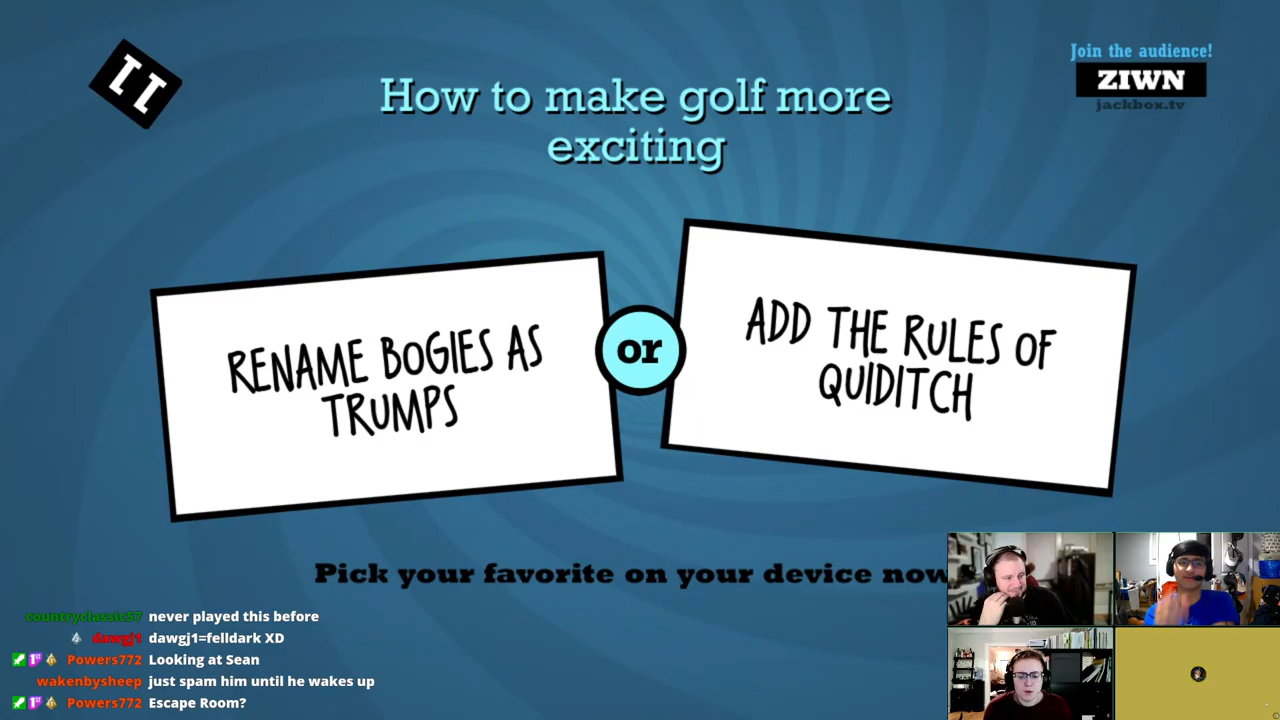 11
Join the audience!
ZIWN
jackbox.tv
How to make golf more
exciting
RENAME BOGIES AS
TRUMPS
or
ADD THE RULES OF
QUIDITCH
Pick your favorite on your device now
countryclassic57 never played this before
dawgj1 dawgj1=felldark XD
Powers772 Looking at Sean
wakenbysheep just spam him until he wakes up
Powers772 Escape Room?